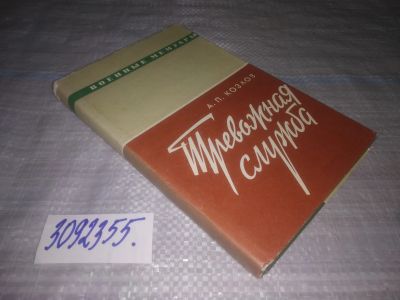 ВОЕННЫЕ МЕМУАРЫ
А. П. КОЗЛОВ
Тревожная
служба
3092355.